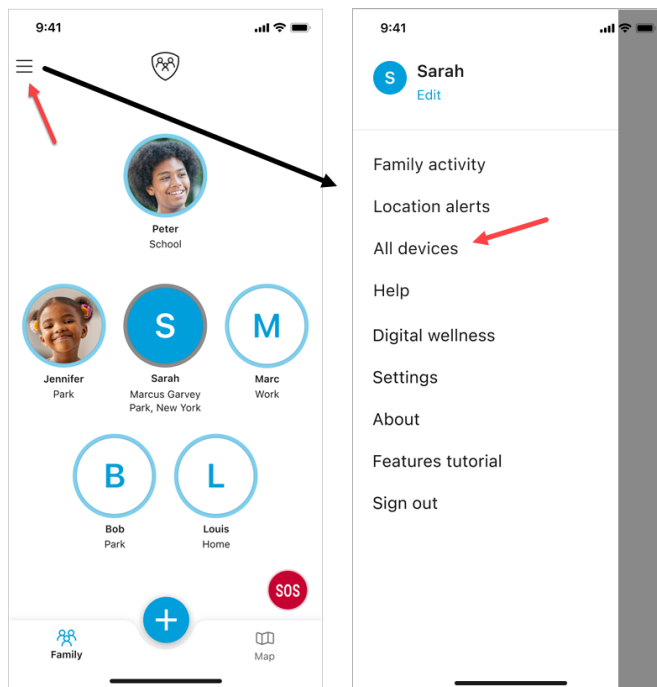 9:41
Peter
School
S
M
Jennifer
Park
Sarah
Marcus Garvey
Park, New York
Marc
Work
B
L
Bob
Park
Louis
Home
SOS
+
Family
Map
9:41
S
Sarah
Edit
Family activity
Location alerts
All devices
Help
Digital wellness
Settings
About
Features tutorial
Sign out